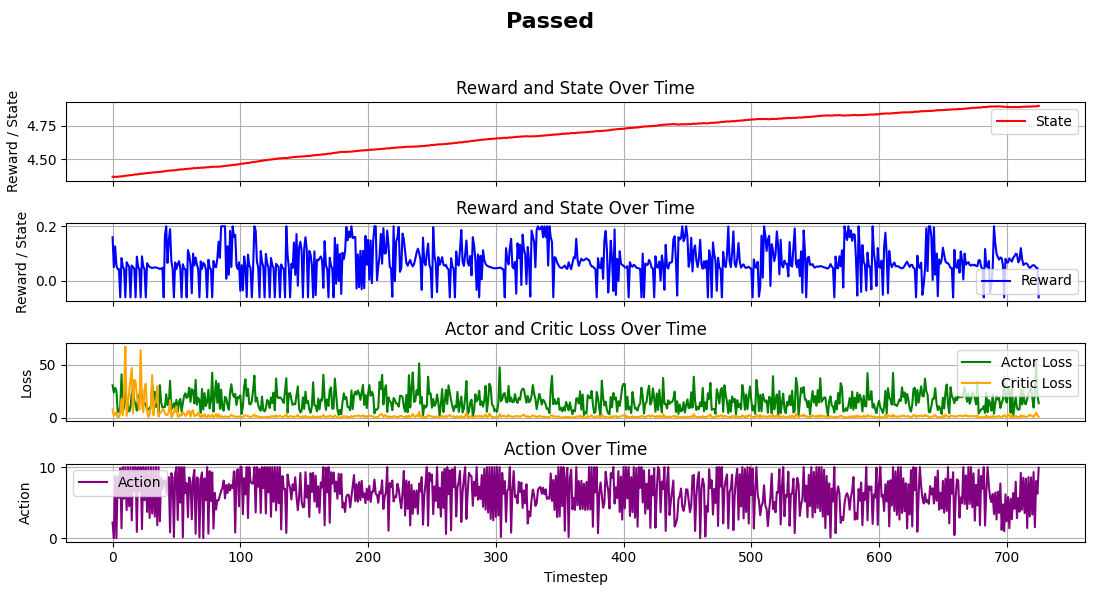 Passed
Reward and State Over Time
Reward / State
4.75
4.50
State
Reward and State Over Time
Reward / State
0.2
0.0
Reward
Actor and Critic Loss Over Time
Loss
50
0
Actor Loss
Critic Loss
Action Over Time
Action
10
0
Action
0 100 200 300 400 500 600 700
Timestep